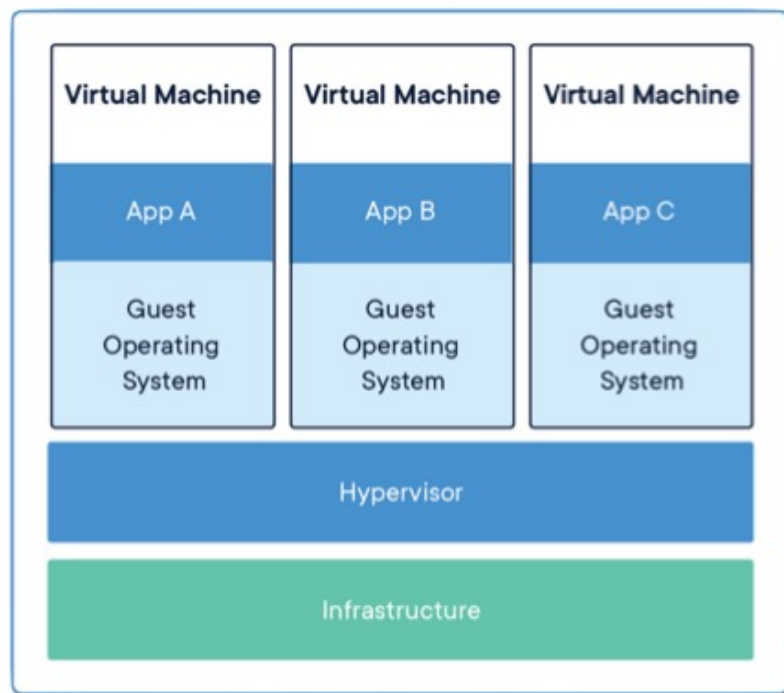 Virtual Machine
Virtual Machine
Virtual Machine
App A
App B
App C
Guest
Operating
System
Guest
Operating
System
Guest
Operating
System
Hypervisor
Infrastructure